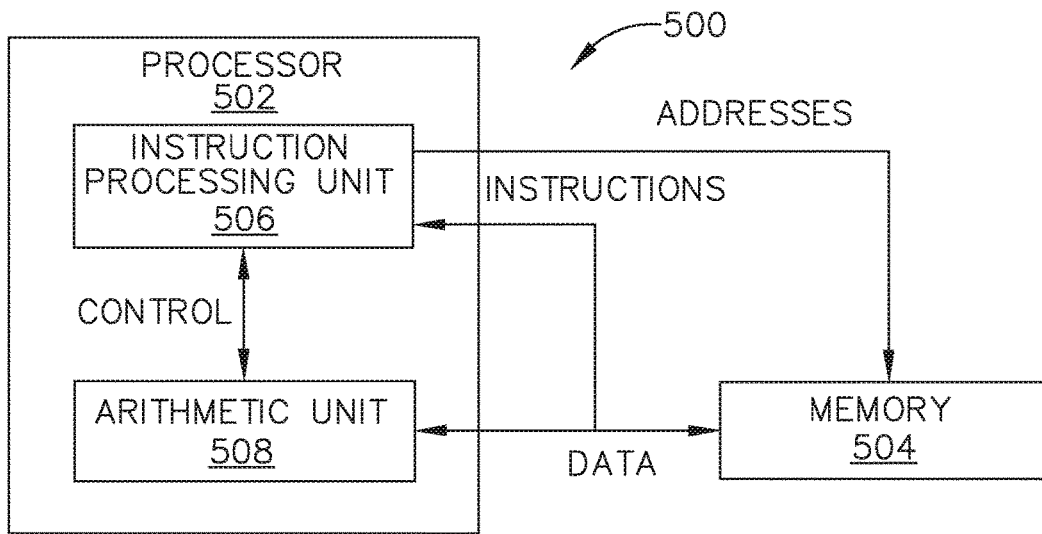 500
PROCESSOR
502
ADDRESSES
INSTRUCTION
PROCESSING UNIT
506
INSTRUCTIONS
CONTROL
ARITHMETIC UNIT
508
MEMORY
504
DATA